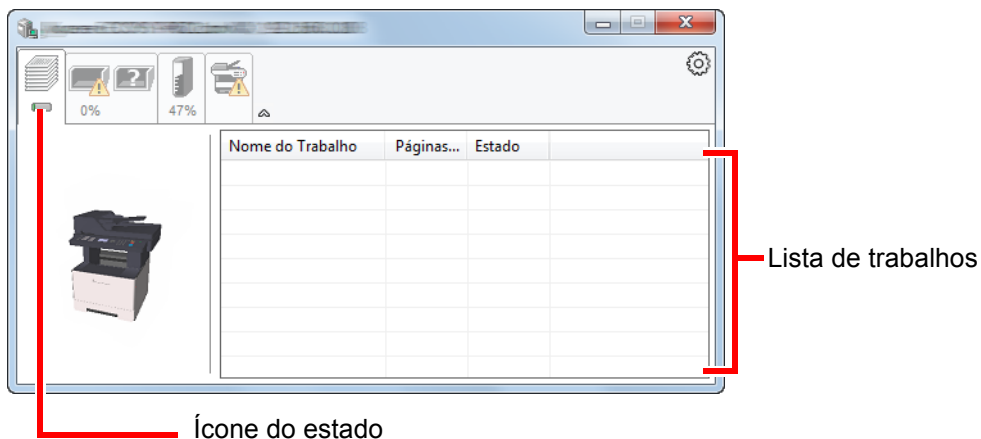 0%
47%
Nome do Trabalho Páginas... Estado
Lista de trabalhos
Ícone do estado